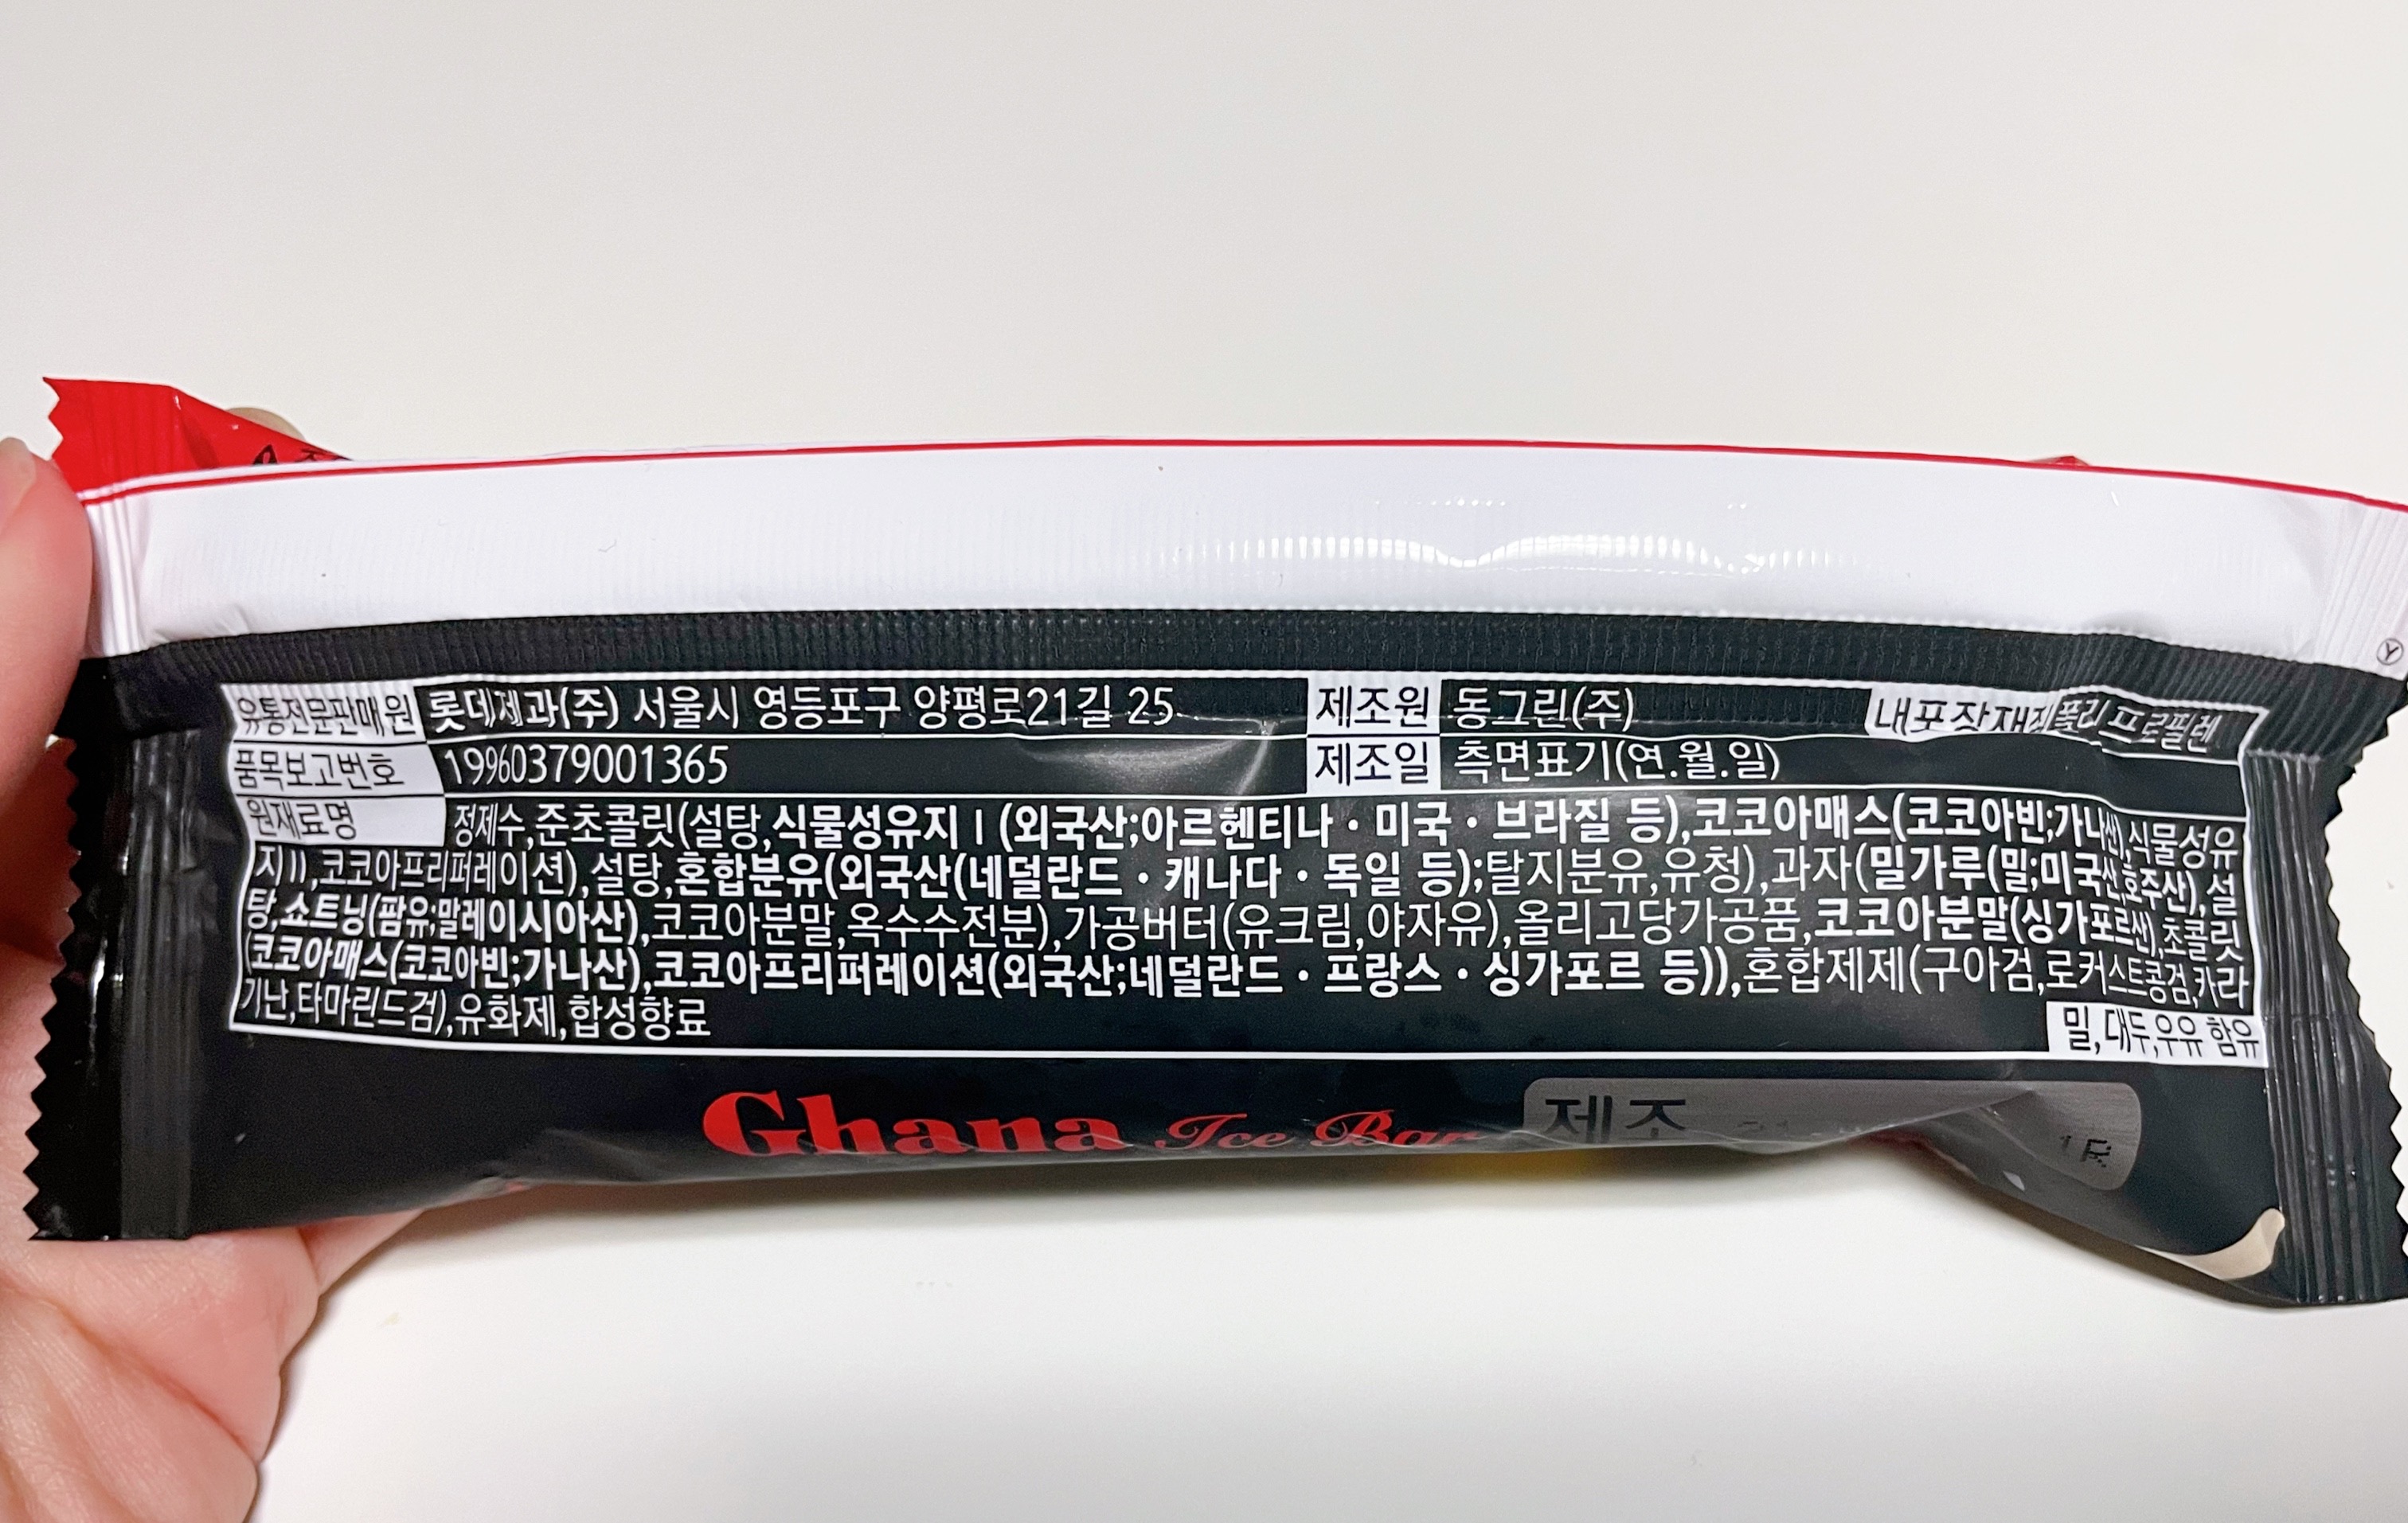 유통전문판매원 롯데제과(주) 서울시 영등포구 양평로21길 25 제조원 동그린(주) 내포장재질 폴리프로필렌
품목보고번호 19960379001365 제조일 측면표기(연.월.일)
원재료명 정제수,준초콜릿(설탕,식물성유지Ⅰ(외국산;아르헨티나·미국·브라질 등),코코아매스(코코아빈;가나산),식물성유
지Ⅱ,코코아프리퍼레이션),설탕,혼합분유(외국산(네덜란드·캐나다·독일 등);탈지분유,유청),과자(밀가루(밀;미국산,호주산),설
탕,쇼트닝(팜유;말레이시아산),코코아분말,옥수수전분),가공버터(유크림,야자유),올리고당가공품,코코아분말(싱가포르산),초콜릿
(코코아매스(코코아빈;가나산),코코아프리퍼레이션(외국산;네덜란드·프랑스·싱가포르 등)),혼합제제(구아검,로커스트콩검,카라
기난,타마린드검),유화제,합성향료
밀,대두,우유 함유
Ghana Ice Bar 제조